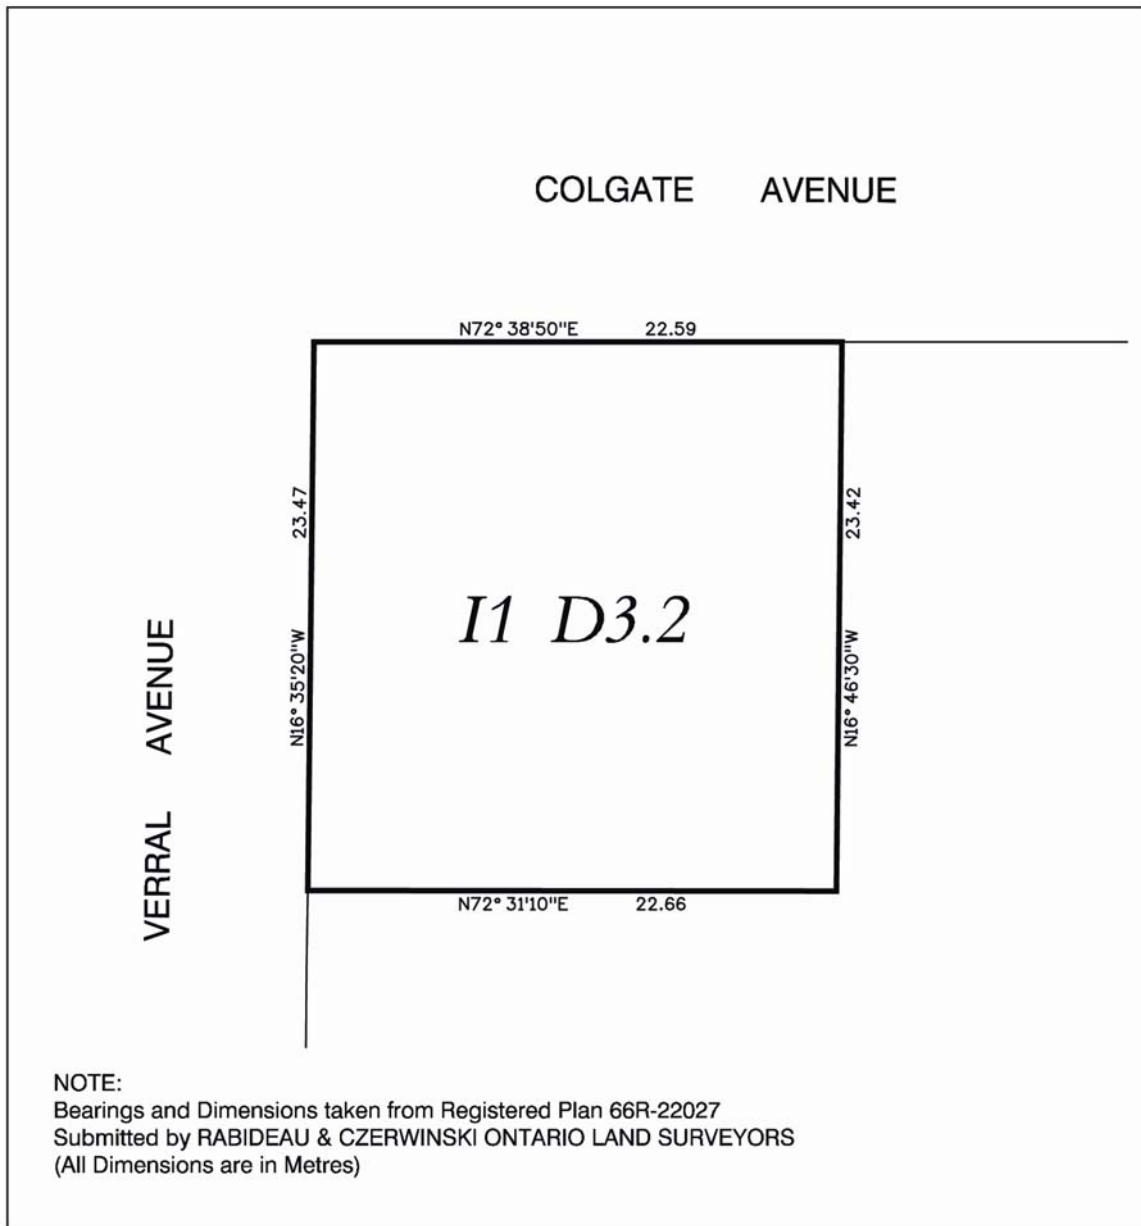 COLGATE AVENUE
N72° 38'50"E 22.59
23.47
23.42
I1 D3.2
N16° 35'20"W
N16° 46'30"W
VERRAL AVENUE
N72° 31'10"E 22.66
NOTE:
Bearings and Dimensions taken from Registered Plan 66R-22027
Submitted by RABIDEAU & CZERWINSKI ONTARIO LAND SURVEYORS
(All Dimensions are in Metres)